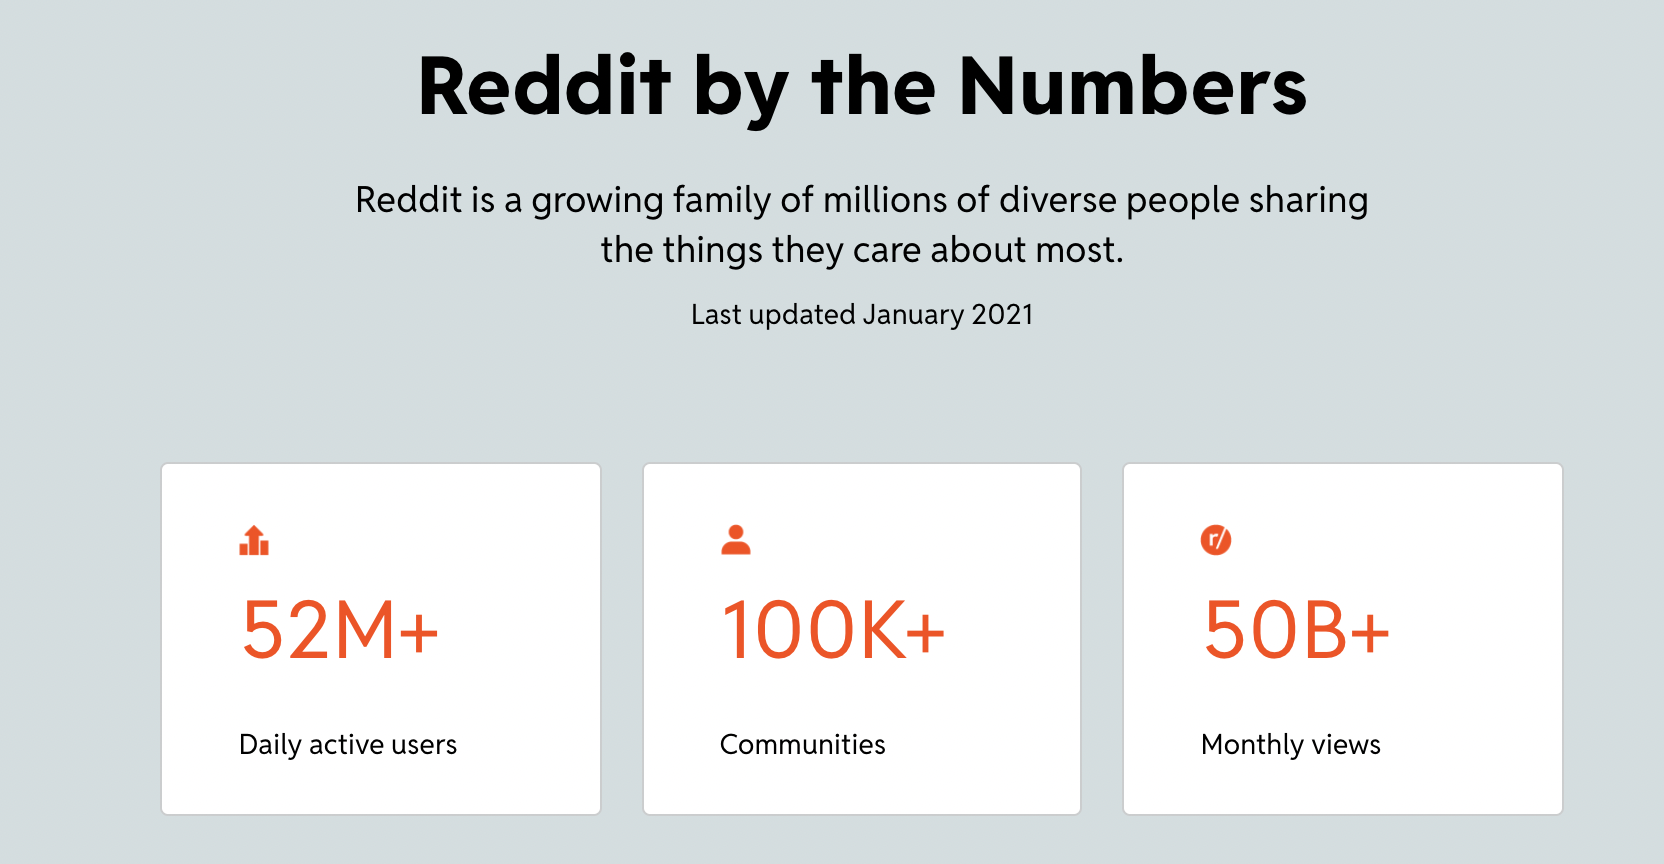 Reddit by the Numbers
Reddit is a growing family of millions of diverse people sharing
the things they care about most.
Last updated January 2021
52M+
Daily active users
100K+
Communities
r/
50B+
Monthly views